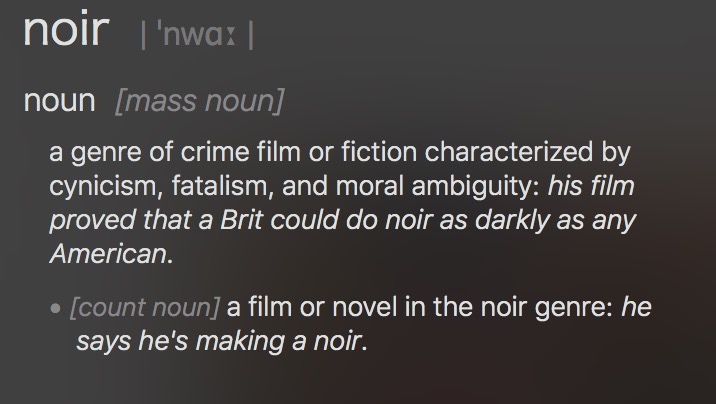 noir | ˈnwɑː |
noun [mass noun]
a genre of crime film or fiction characterized by
cynicism, fatalism, and moral ambiguity: his film
proved that a Brit could do noir as darkly as any
American.
• [count noun] a film or novel in the noir genre: he
says he's making a noir.